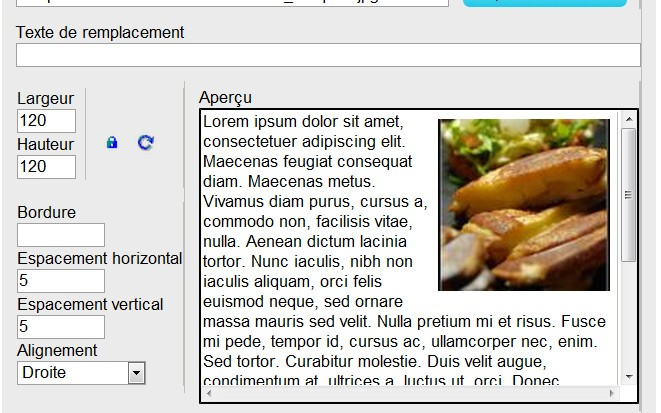 Texte de remplacement
Largeur
120
Hauteur
120
Bordure
Espacement horizontal
5
Espacement vertical
5
Alignement
Droite
Aperçu
Lorem ipsum dolor sit amet,
consectetuer adipiscing elit.
Maecenas feugiat consequat
diam. Maecenas metus.
Vivamus diam purus, cursus a,
commodo non, facilisis vitae,
nulla. Aenean dictum lacinia
tortor. Nunc iaculis, nibh non
iaculis aliquam, orci felis
euismod neque, sed ornare
massa mauris sed velit. Nulla pretium mi et risus. Fusce
mi pede, tempor id, cursus ac, ullamcorper nec, enim.
Sed tortor. Curabitur molestie. Duis velit augue,
condimentum at, ultrices a, luctus ut, orci. Donec